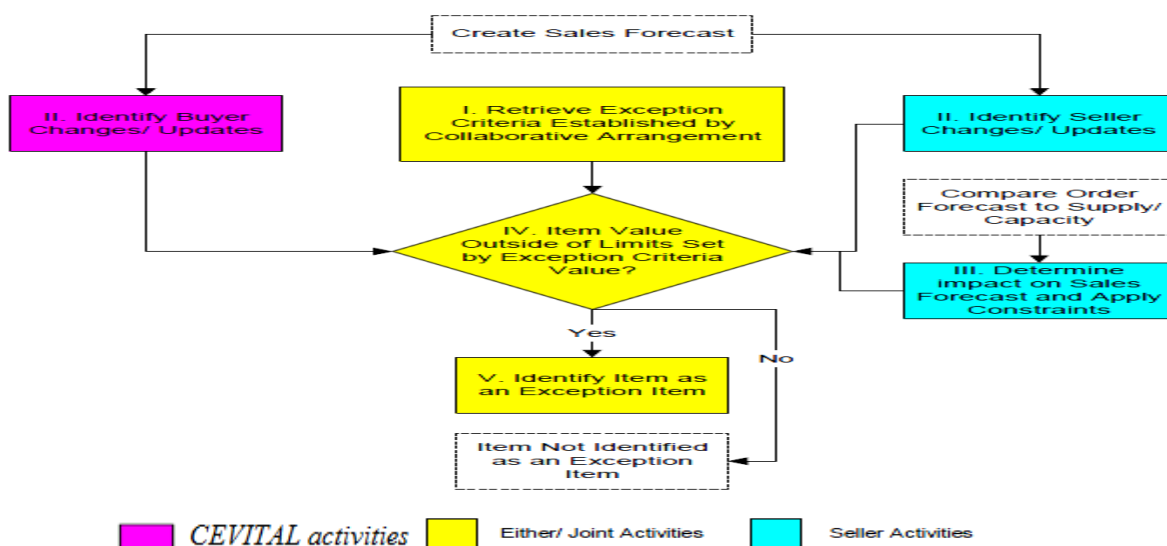 Create Sales Forecast
II. Identify Buyer
Changes/ Updates
I. Retrieve Exception
Criteria Established by
Collaborative Arrangement
II. Identify Seller
Changes/ Updates
Compare Order
Forecast to Supply/
Capacity
IV. Item Value
Outside of Limits Set
by Exception Criteria
Value?
III. Determine
impact on Sales
Forecast and Apply
Constraints
Yes
No
V. Identify Item as
an Exception Item
Item Not Identified
as an Exception
Item
CEVITAL activities
Either/ Joint Activities
Seller Activities